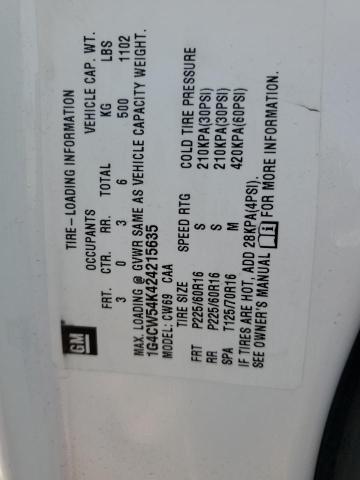 GM
TIRE-LOADING INFORMATION
OCCUPANTS VEHICLE CAP. WT.
FRT. CTR. RR. TOTAL KG LBS
3 0 3 6 500 1102
MAX. LOADING @ GVWR SAME AS VEHICLE CAPACITY WEIGHT.
1G4CW54K424215635
MODEL: CW69 CAA
TIRE SIZE SPEED RTG COLD TIRE PRESSURE
FRT P225/60R16 S 210KPA(30PSI)
RR P225/60R16 S 210KPA(30PSI)
SPA T125/70R16 M 420KPA(60PSI)
IF TIRES ARE HOT, ADD 28KPA(4PSI).
SEE OWNER'S MANUAL FOR MORE INFORMATION.